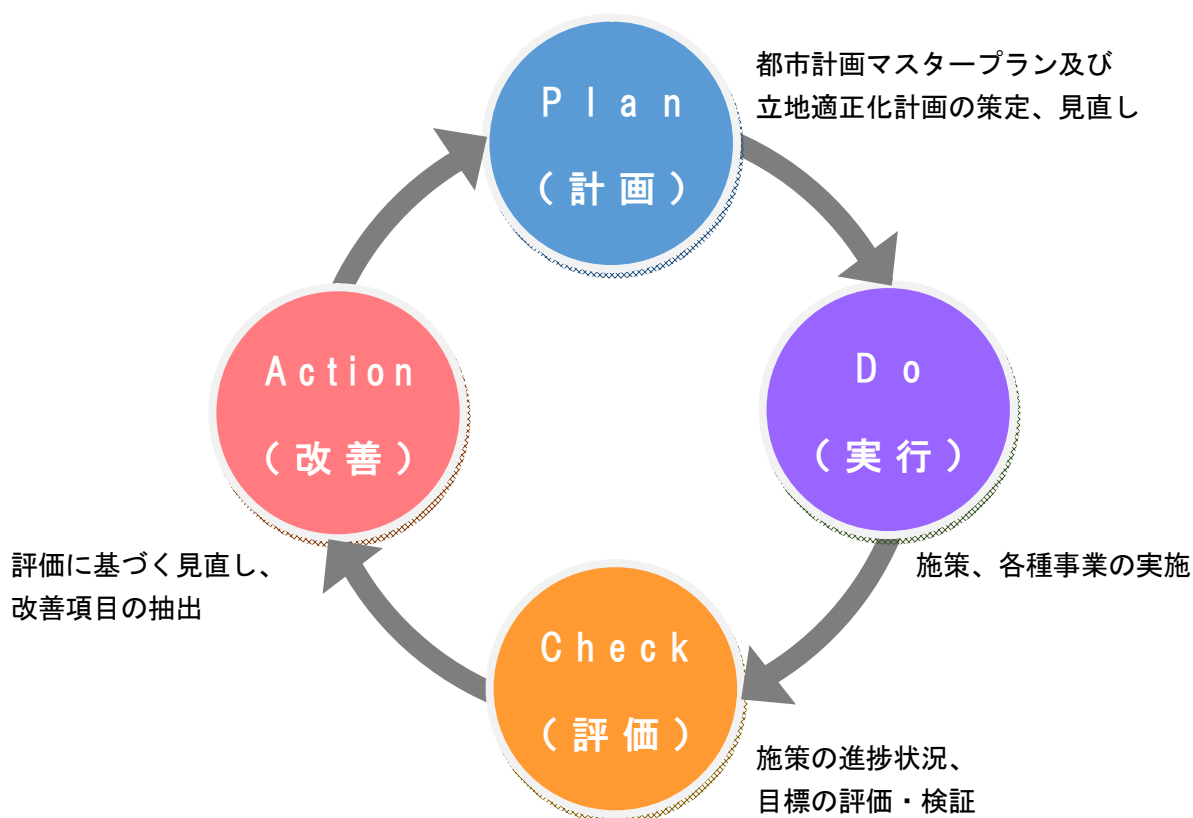 Plan
（計画）
都市計画マスタープラン及び
立地適正化計画の策定、見直し
Do
（実行）
施策、各種事業の実施
Check
（評価）
施策の進捗状況、
目標の評価・検証
Action
（改善）
評価に基づく見直し、
改善項目の抽出